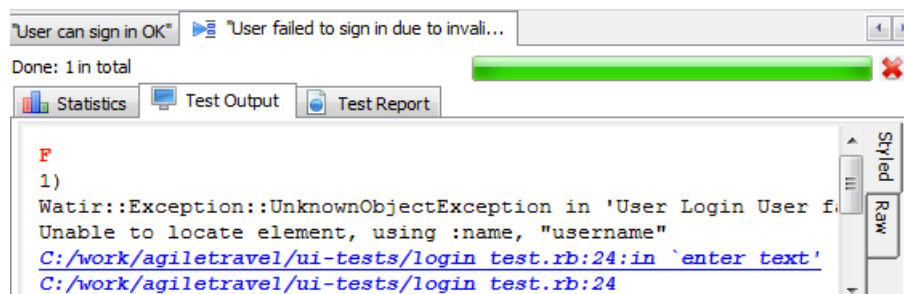 "User can sign in OK" "User failed to sign in due to invali...
Done: 1 in total
Statistics Test Output Test Report
F
1)
Watir::Exception::UnknownObjectException in 'User Login User f
Unable to locate element, using :name, "username"
C:/work/agiletravel/ui-tests/login_test.rb:24:in `enter_text'
C:/work/agiletravel/ui-tests/login_test.rb:24
Styled
Raw